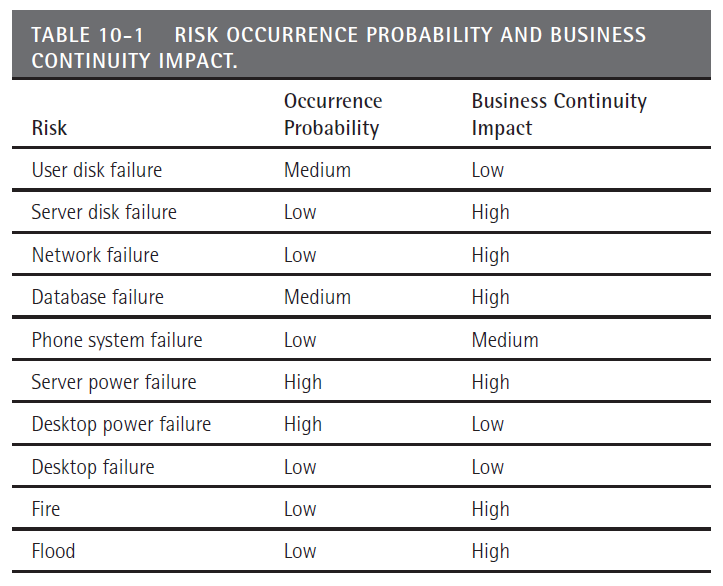 TABLE 10-1 RISK OCCURRENCE PROBABILITY AND BUSINESS
CONTINUITY IMPACT.
Occurrence Business Continuity
Risk Probability Impact
User disk failure Medium Low
Server disk failure Low High
Network failure Low High
Database failure Medium High
Phone system failure Low Medium
Server power failure High High
Desktop power failure High Low
Desktop failure Low Low
Fire Low High
Flood Low High